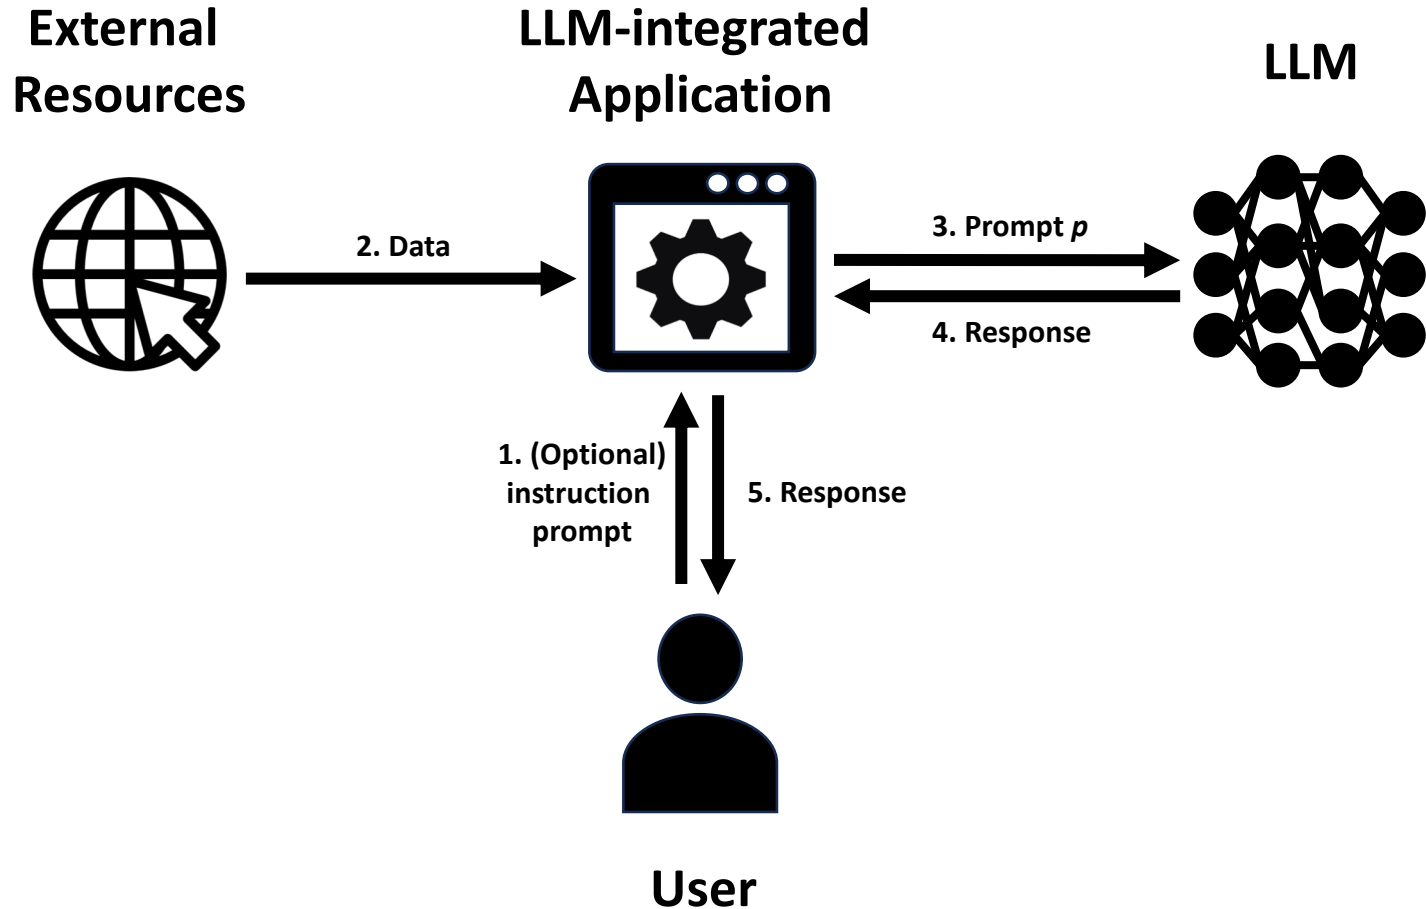 External
Resources
LLM-integrated
Application
LLM
2. Data
3. Prompt p
4. Response
1. (Optional)
instruction
prompt
5. Response
User